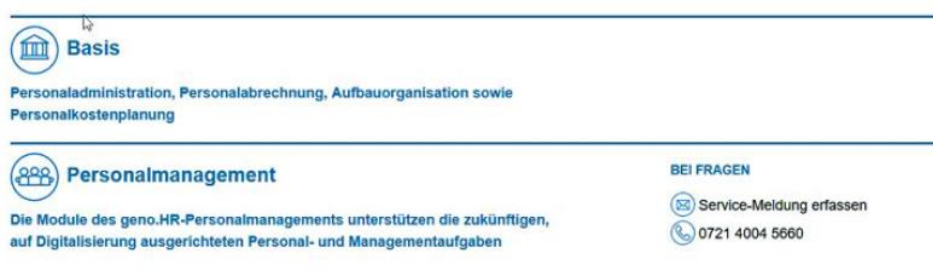 Basis
Personaladministration, Personalabrechnung, Aufbauorganisation sowie
Personalkostenplanung
Personalmanagement
Die Module des geno.HR-Personalmanagements unterstützen die zukünftigen,
auf Digitalisierung ausgerichteten Personal- und Managementaufgaben
BEI FRAGEN
Service-Meldung erfassen
0721 4004 5660